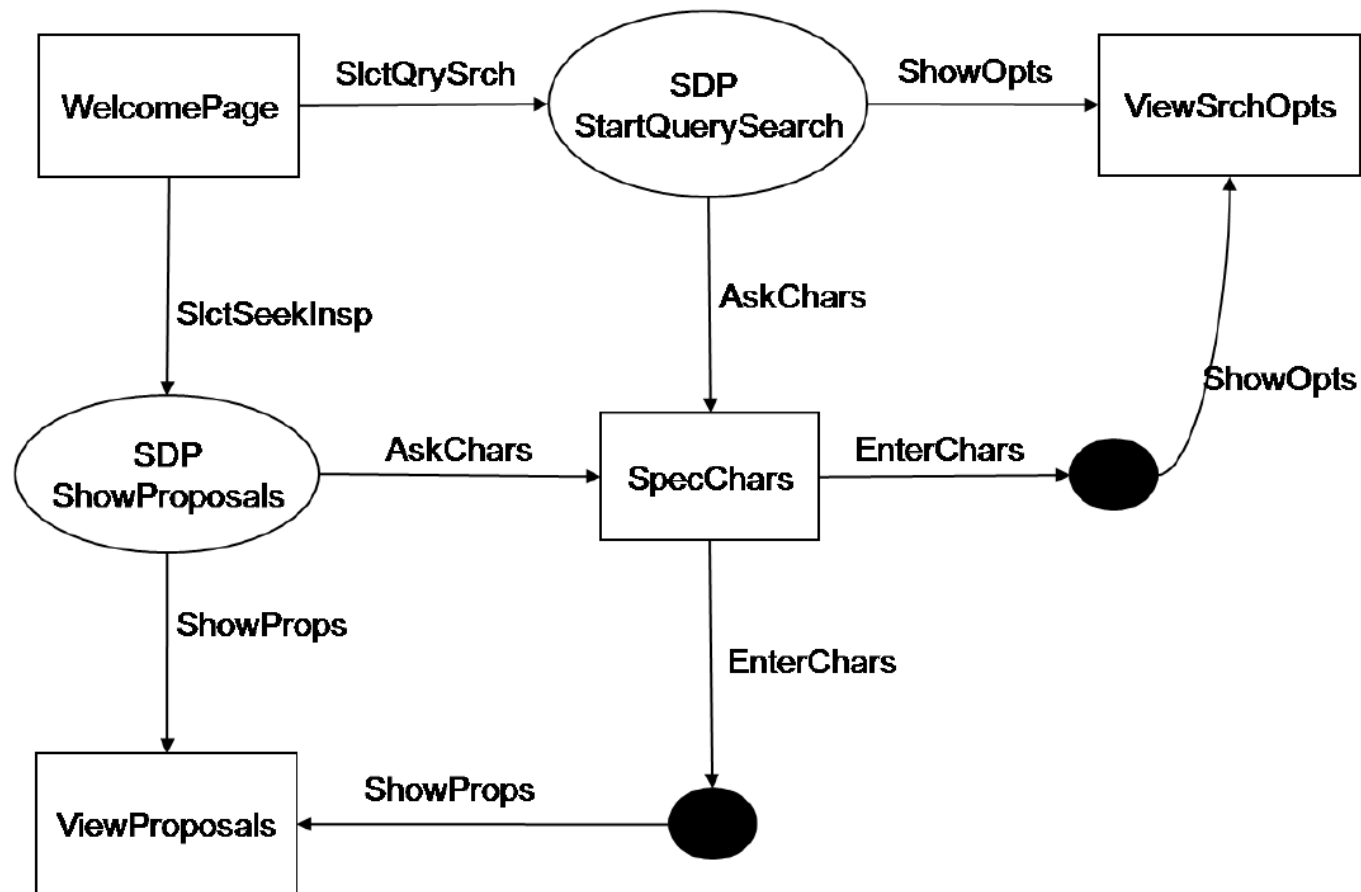 WelcomePage
SlctQrySrch
SDP
StartQuerySearch
ShowOpts
ViewSrchOpts
SlctSeekInsp
AskChars
ShowOpts
SDP
ShowProposals
AskChars
SpecChars
EnterChars
ShowProps
EnterChars
ViewProposals
ShowProps